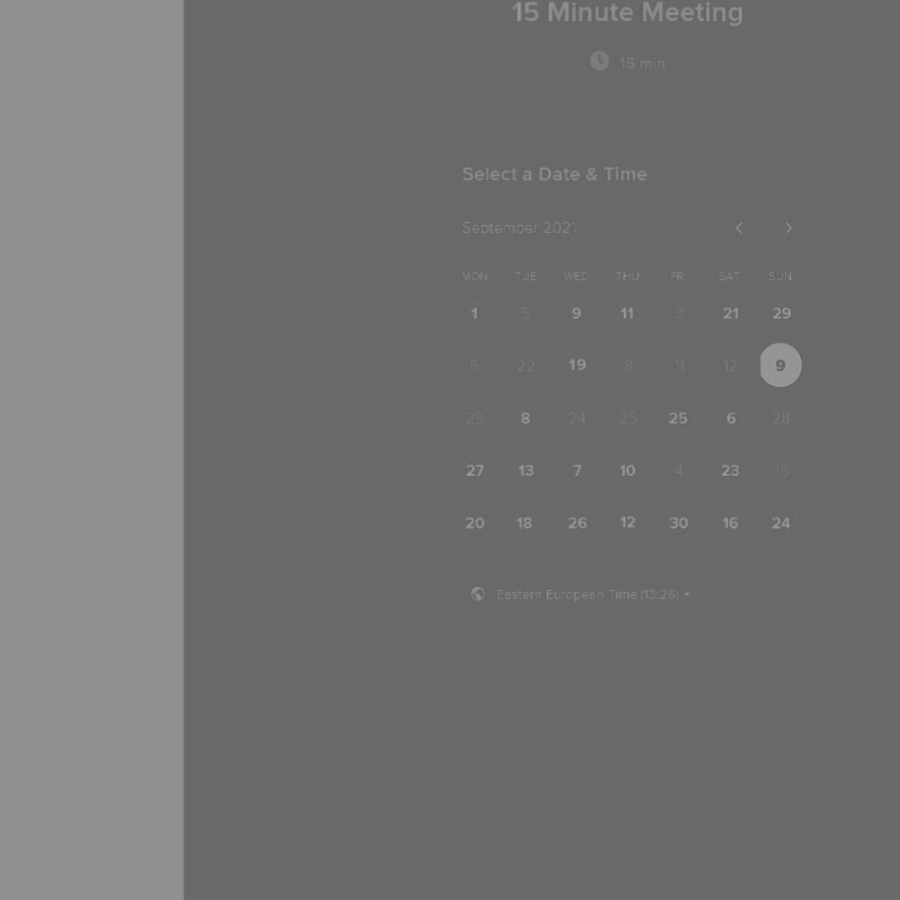 15 Minute Meeting
15 min
Select a Date & Time
September 2021
MON TUE WED THU FRI SAT SUN
1 5 9 11 3 21 29
6 22 19 8 11 12 9
29 8 24 25 25 6 28
27 13 7 10 4 23 15
20 18 26 12 30 16 24
Eastern European Time (13:26)